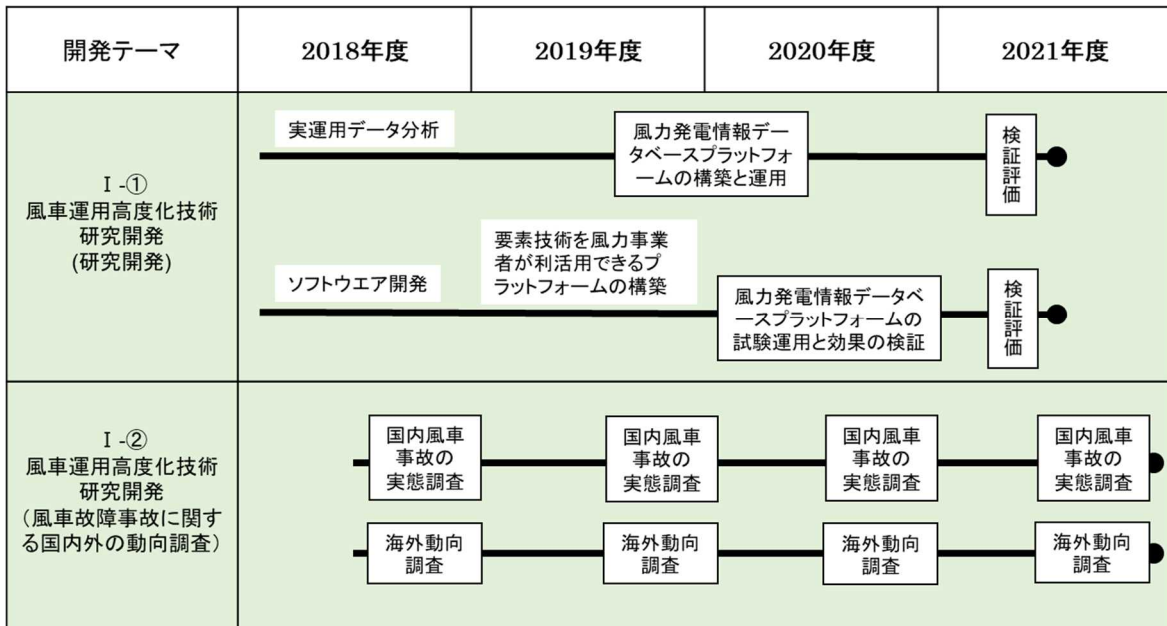 開発テーマ
2018年度
2019年度
2020年度
2021年度
Ⅰ-①
風車運用高度化技術
研究開発
(研究開発)
実運用データ分析
風力発電情報デー
タベースプラットフォ
ームの構築と運用
検証評価
ソフトウエア開発
要素技術を風力事業
者が利活用できるプ
ラットフォームの構築
風力発電情報データベ
ースプラットフォームの
試験運用と効果の検証
検証評価
Ⅰ-②
風車運用高度化技術
研究開発
（風車故障事故に関す
る国内外の動向調査）
国内風車
事故の
実態調査
国内風車
事故の
実態調査
国内風車
事故の
実態調査
国内風車
事故の
実態調査
海外動向
調査
海外動向
調査
海外動向
調査
海外動向
調査